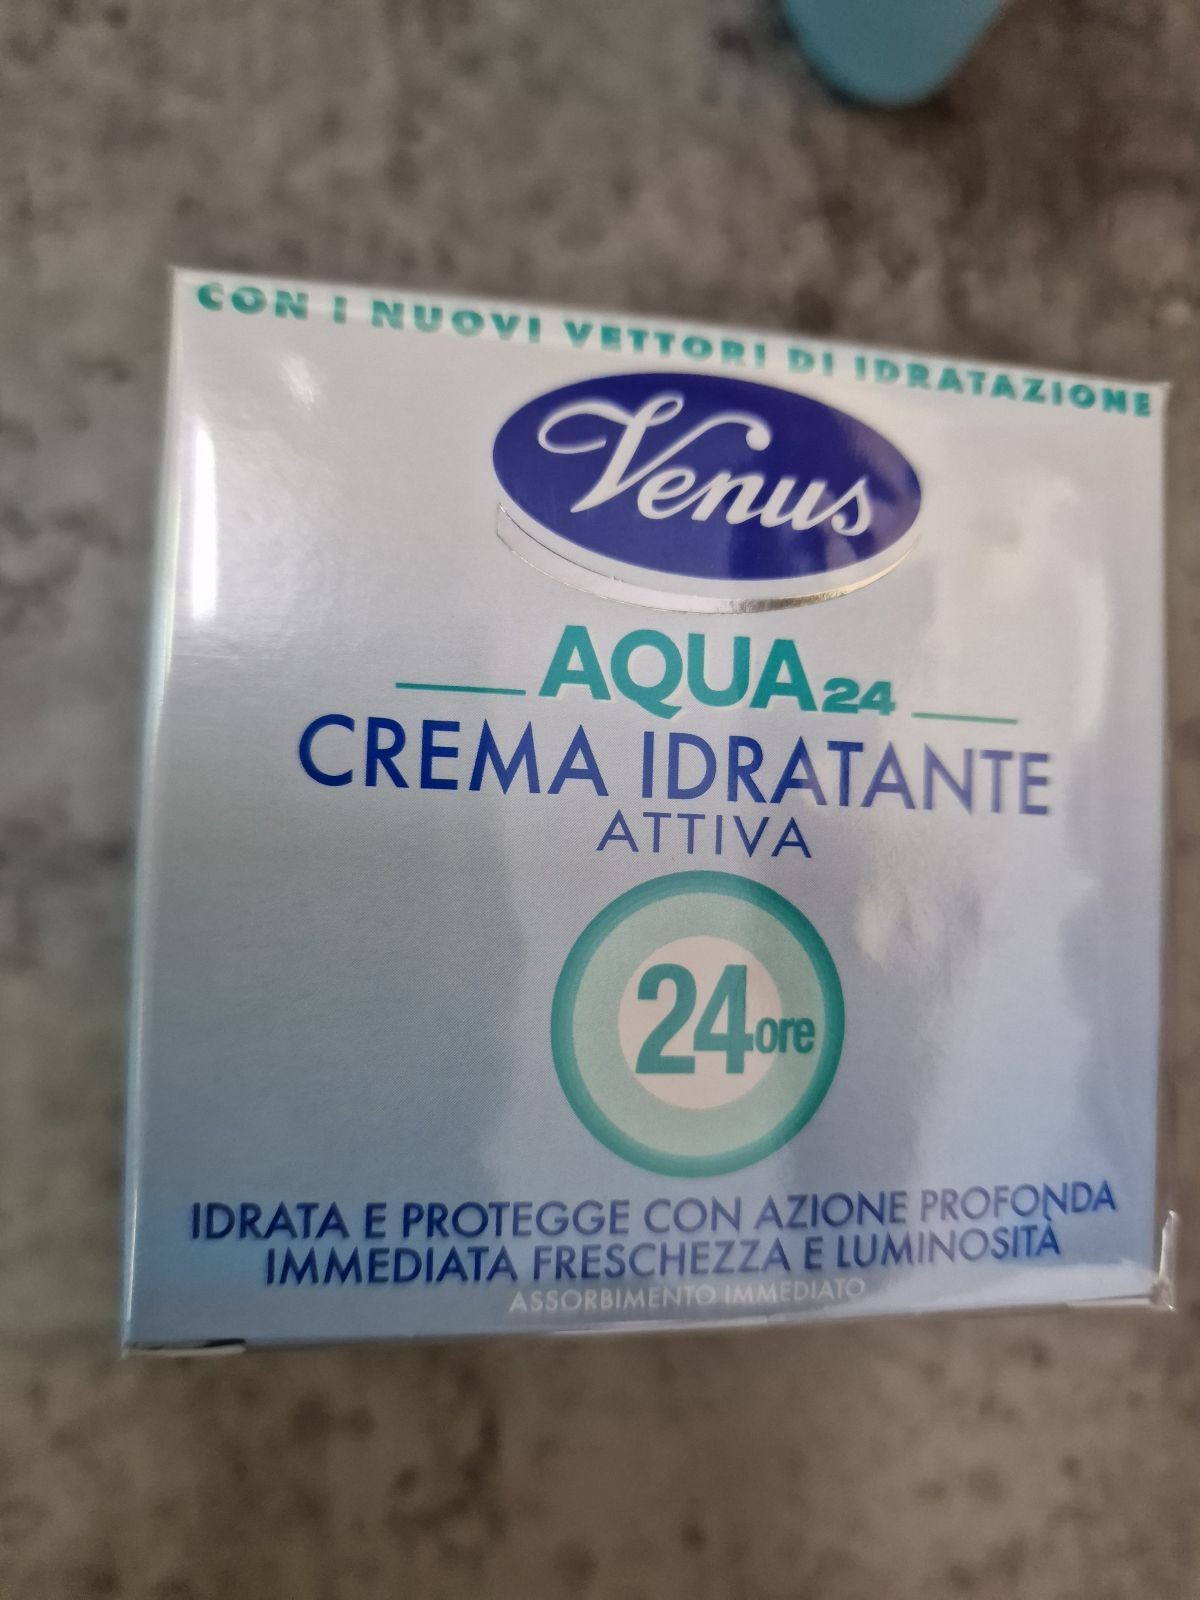 CON I NUOVI VETTORI DI IDRATAZIONE
Venus
AQUA24
CREMA IDRATANTE
ATTIVA
24ore
IDRATA E PROTEGGE CON AZIONE PROFONDA
IMMEDIATA FRESCHEZZA E LUMINOSITÀ
ASSORBIMENTO IMMEDIATO